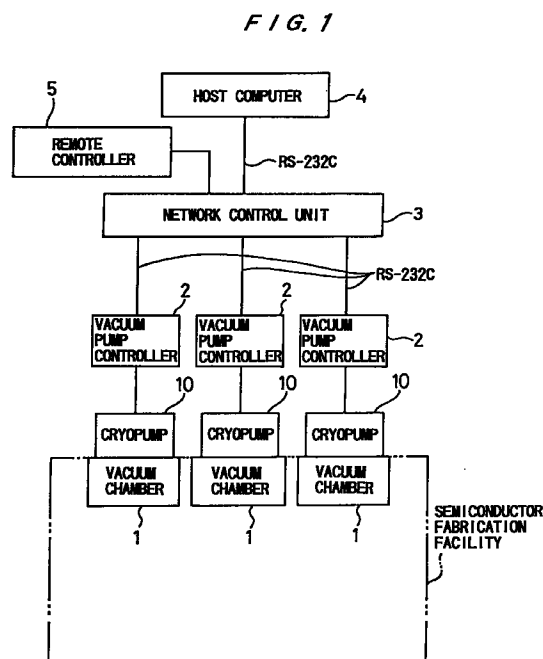 FIG. 1
HOST COMPUTER
4
5
REMOTE
CONTROLLER
RS-232C
NETWORK CONTROL UNIT
3
RS-232C
2
2
VACUUM
PUMP
CONTROLLER
VACUUM
PUMP
CONTROLLER
VACUUM
PUMP
CONTROLLER
2
10
10
10
CRYOPUMP
CRYOPUMP
CRYOPUMP
VACUUM
CHAMBER
VACUUM
CHAMBER
VACUUM
CHAMBER
1
1
1
SEMICONDUCTOR
FABRICATION
FACILITY